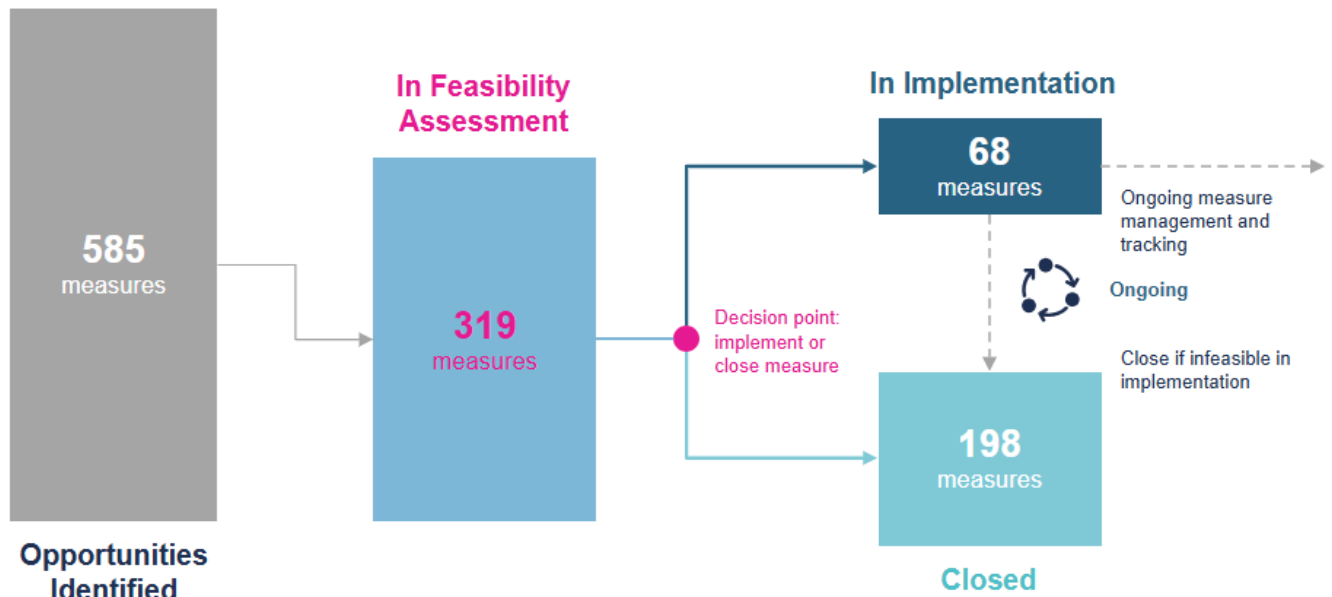 585
measures
Opportunities
Identified
In Feasibility
Assessment
319
measures
Decision point:
implement or
close measure
In Implementation
68
measures
Ongoing measure
management and
tracking
Ongoing
Close if infeasible in
implementation
198
measures
Closed